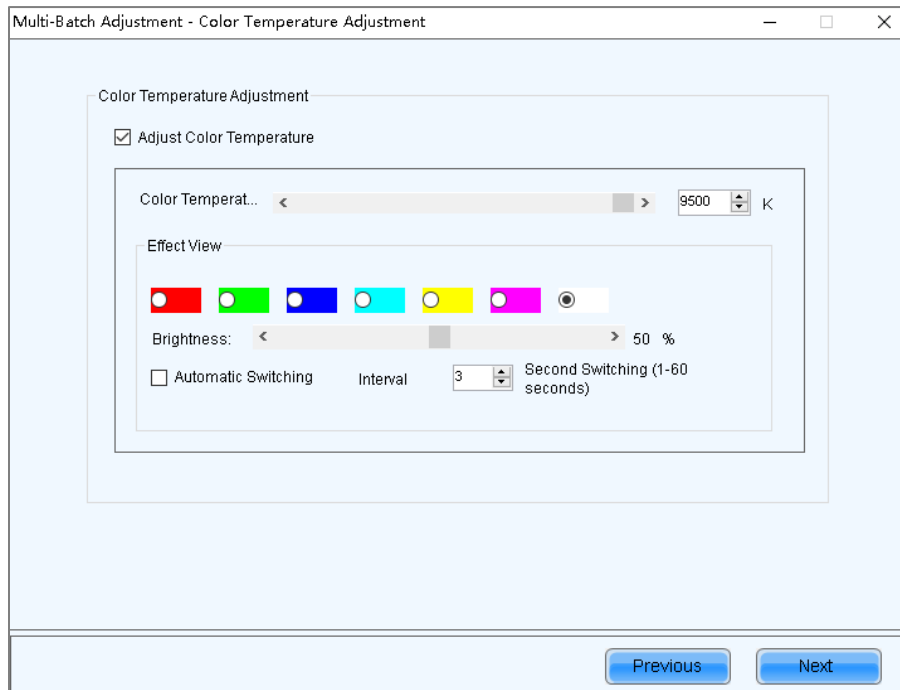 Multi-Batch Adjustment - Color Temperature Adjustment
Color Temperature Adjustment
Adjust Color Temperature
Color Temperat... 9500 K
Effect View
Brightness: 50 %
Automatic Switching Interval 3 Second Switching (1-60
seconds)
Previous Next